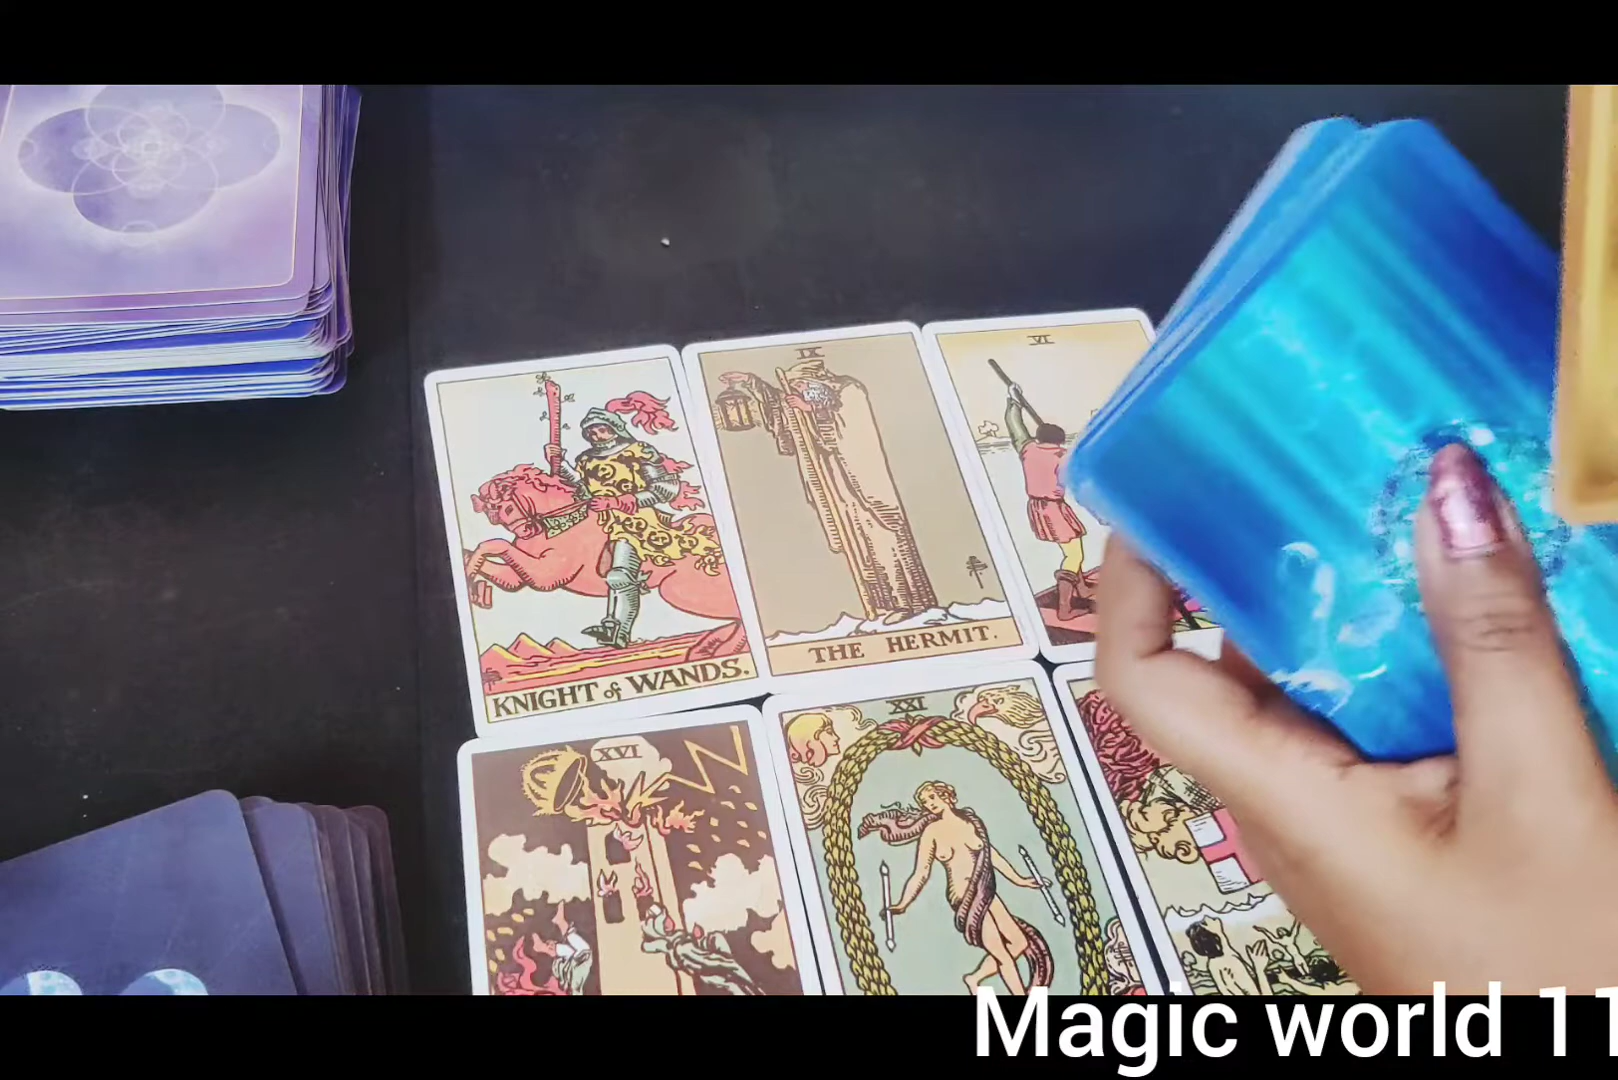 IX
VI
THE HERMIT.
KNIGHT of WANDS.
XVI
XXI
Magic world 11